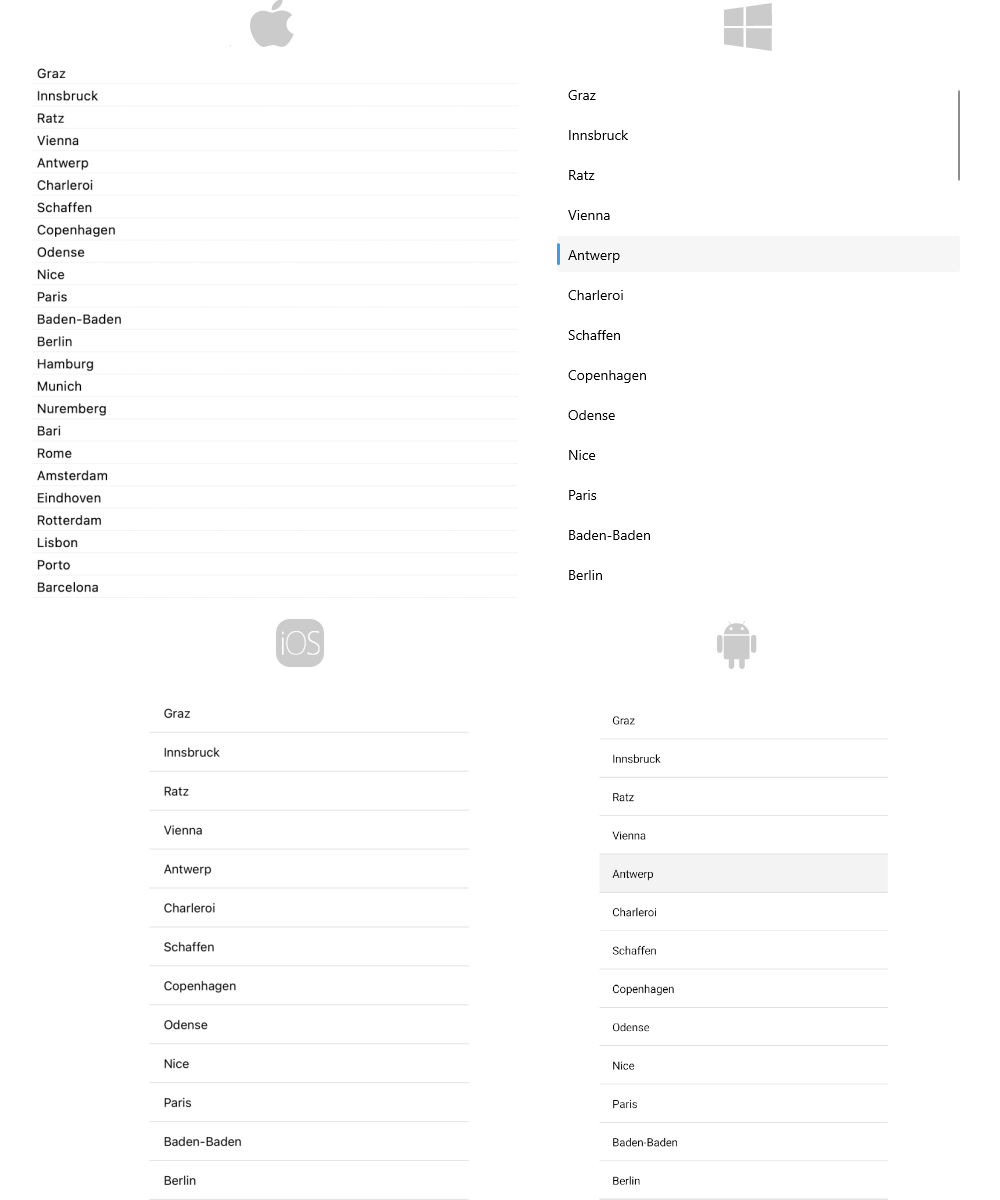 Graz
Innsbruck
Ratz
Vienna
Antwerp
Charleroi
Schaffen
Copenhagen
Odense
Nice
Paris
Baden-Baden
Berlin
Hamburg
Munich
Nuremberg
Bari
Rome
Amsterdam
Eindhoven
Rotterdam
Lisbon
Porto
Barcelona
Graz
Innsbruck
Ratz
Vienna
Antwerp
Charleroi
Schaffen
Copenhagen
Odense
Nice
Paris
Baden-Baden
Berlin
iOS
Graz
Innsbruck
Ratz
Vienna
Antwerp
Charleroi
Schaffen
Copenhagen
Odense
Nice
Paris
Baden-Baden
Berlin
Graz
Innsbruck
Ratz
Vienna
Antwerp
Charleroi
Schaffen
Copenhagen
Odense
Nice
Paris
Baden-Baden
Berlin